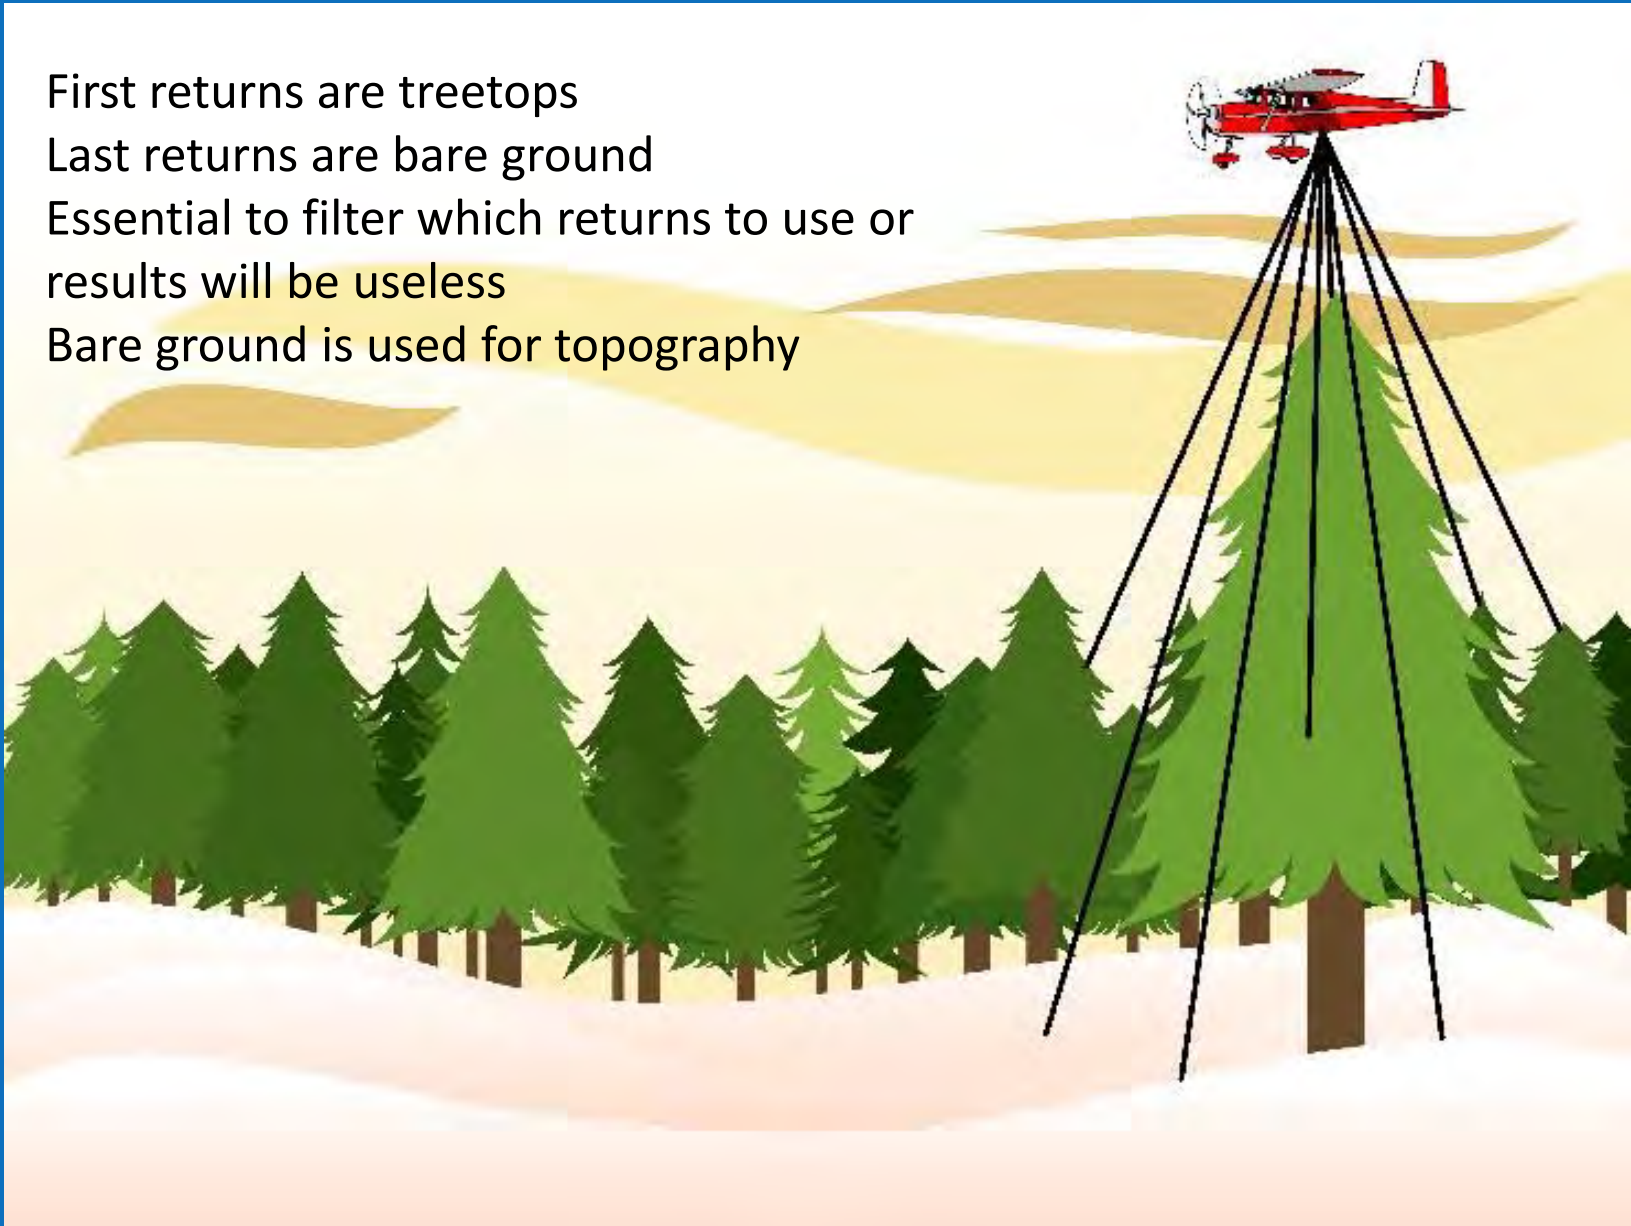 First returns are treetops
Last returns are bare ground
Essential to filter which returns to use or
results will be useless
Bare ground is used for topography